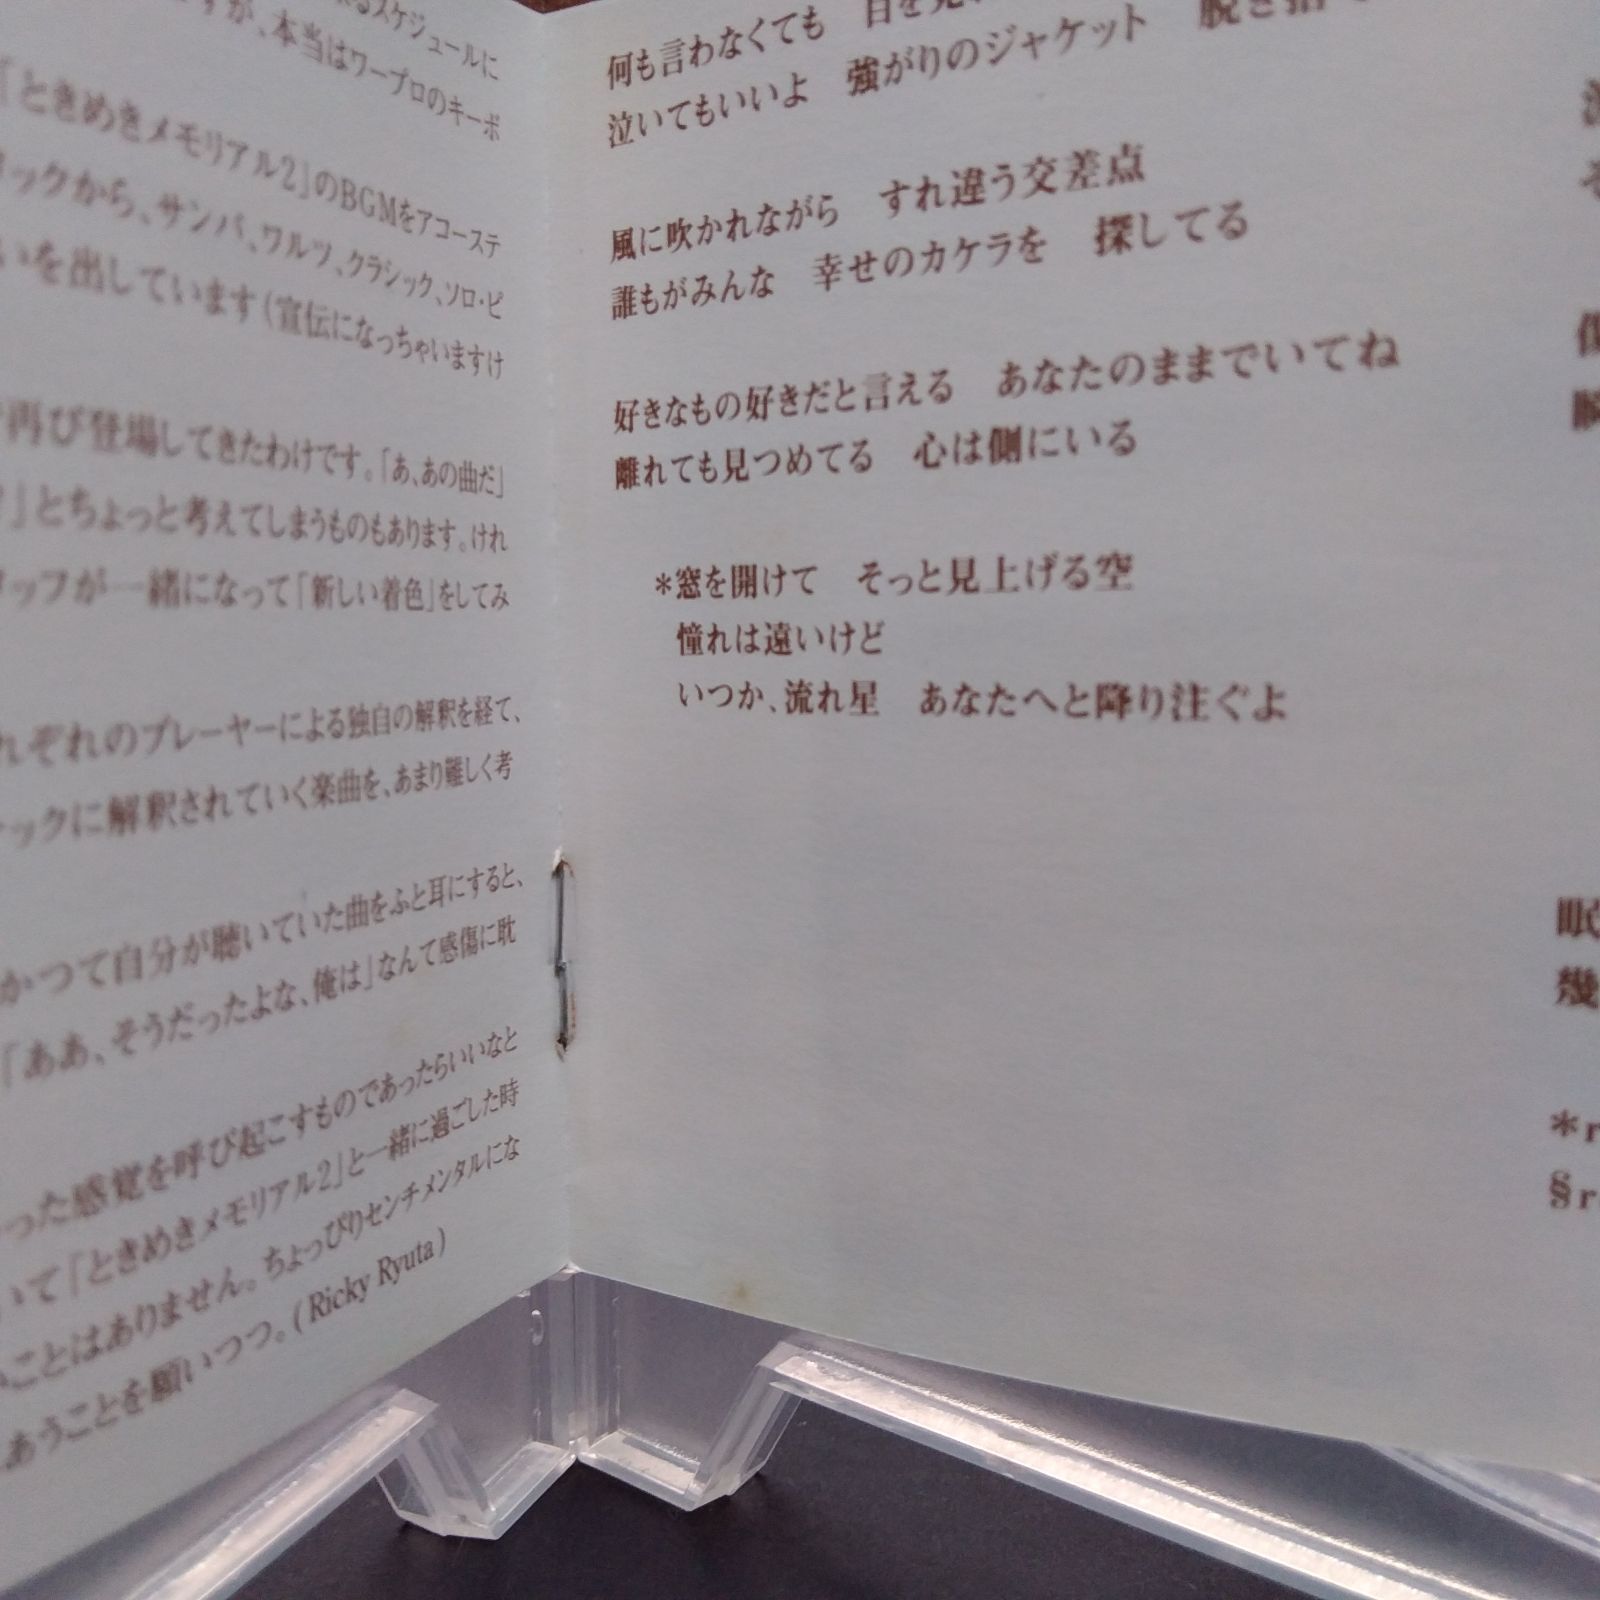 るスケジュールに
すが、本当はワープロのキーボ
「ときめきメモリアル2」のBGMをアコーステ
ックから、サンバ、ワルツ、クラシック、ソロ・ピ
いを出しています(宣伝になっちゃいますけ
再び登場してきたわけです。「あ、あの曲だ」
」とちょっと考えてしまうものもあります。けれ
タッフが一緒になって「新しい着色」をしてみ
れぞれのプレーヤーによる独自の解釈を経て、
ックに解釈されていく楽曲を、あまり難しく考
かつて自分が聴いていた曲をふと耳にすると、
「ああ、そうだったよな、俺は」なんて感傷に耽
った感覚を呼び起こすものであったらいいなと
いて「ときめきメモリアル2」と一緒に過ごした時
ことはありません。ちょっぴりセンチメンタルにな
あうことを願いつつ。(Ricky Ryuta)
何も言わなくても 目を見
泣いてもいいよ 強がりのジャケット 脱ぎ捨て
風に吹かれながら すれ違う交差点
誰もがみんな 幸せのカケラを 探してる
好きなもの好きだと言える あなたのままでいてね
離れても見つめてる 心は側にいる
*窓を開けて そっと見上げる空
憧れは遠いけど
いつか、流れ星 あなたへと降り注ぐよ
そ
眠
幾
*r
§r